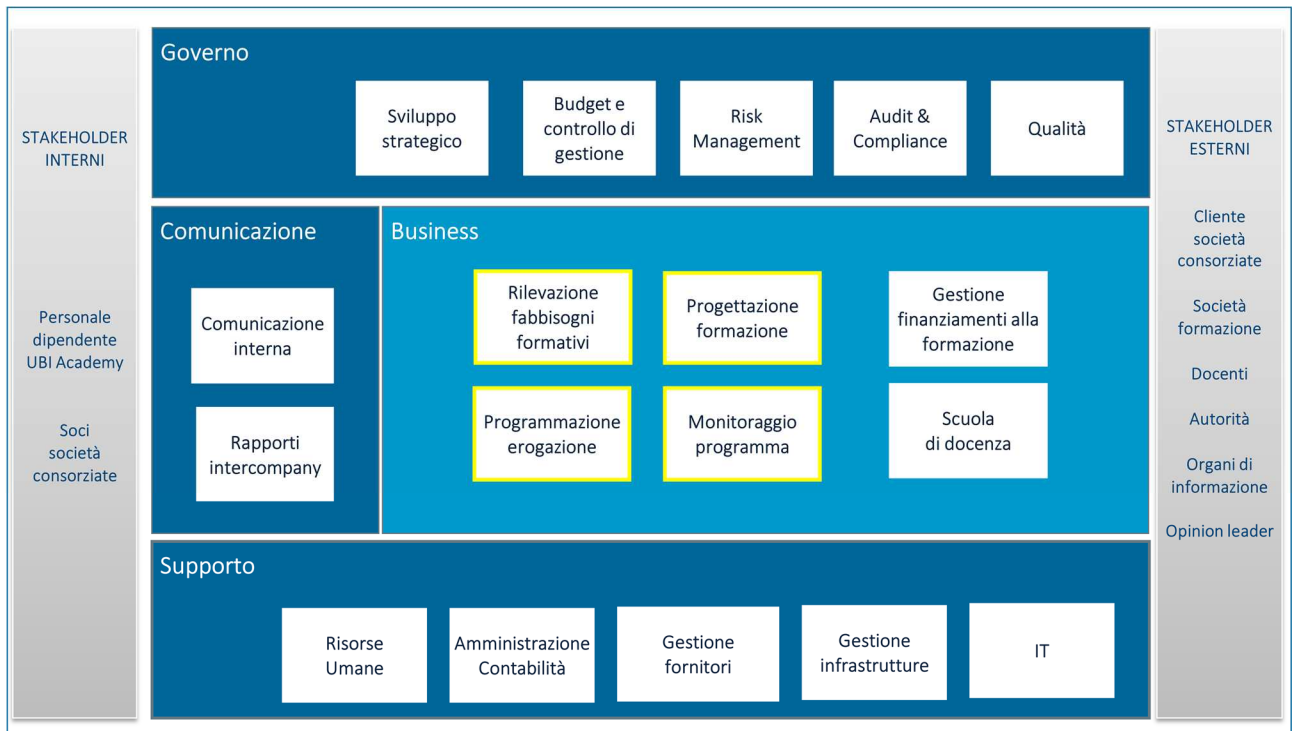 STAKEHOLDER
INTERNI
Personale
dipendente
UBI Academy
Soci
società
consorziate
Governo
Sviluppo
strategico
Budget e
controllo di
gestione
Risk
Management
Audit &
Compliance
Qualità
Comunicazione
Comunicazione
interna
Rapporti
intercompany
Business
Rilevazione
fabbisogni
formativi
Progettazione
formazione
Gestione
finanziamenti alla
formazione
Programmazione
erogazione
Monitoraggio
programma
Scuola
di docenza
Supporto
Risorse
Umane
Amministrazione
Contabilità
Gestione
fornitori
Gestione
infrastrutture
IT
STAKEHOLDER
ESTERNI
Cliente
società
consorziate
Società
formazione
Docenti
Autorità
Organi di
informazione
Opinion leader